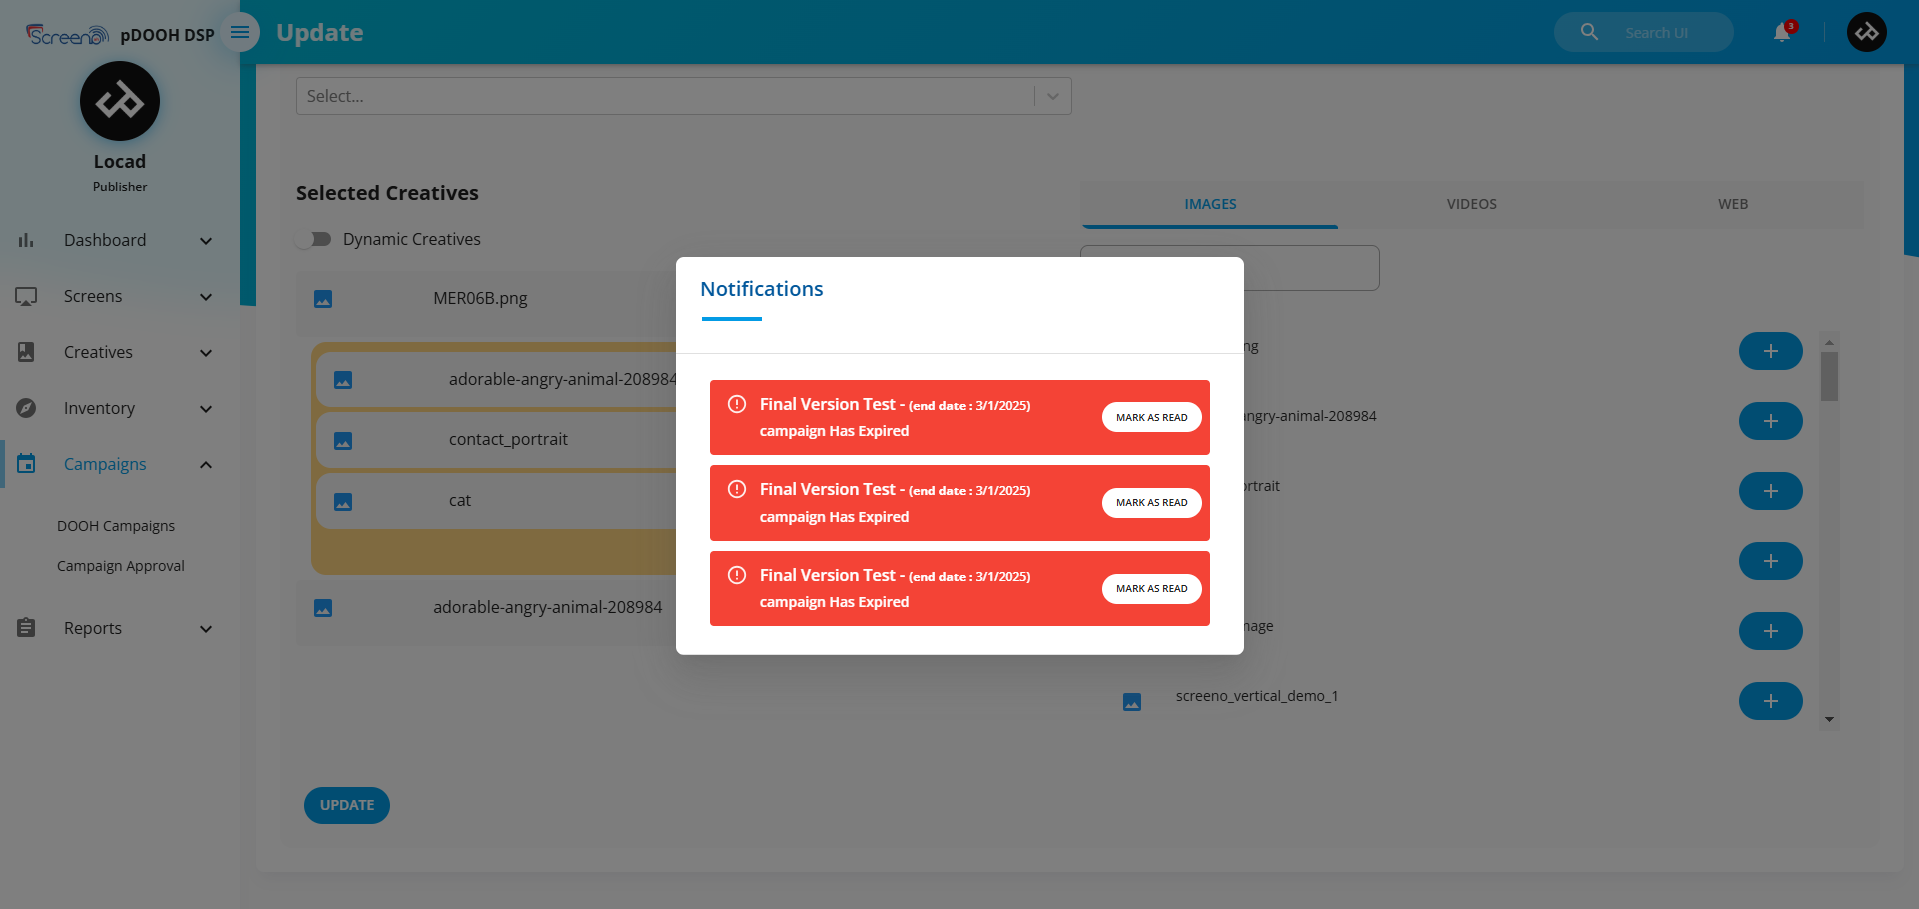 Screeno
pDOOH DSP
Update
Search UI
3
Locad
Publisher
Dashboard
Screens
Creatives
Inventory
Campaigns
DOOH Campaigns
Campaign Approval
Reports
Select...
Selected Creatives
Dynamic Creatives
MER06B.png
adorable-angry-animal-208984
contact_portrait
cat
adorable-angry-animal-208984
UPDATE
IMAGES VIDEOS WEB
ng
angry-animal-208984
ortrait
mage
screeno_vertical_demo_1
Notifications
Final Version Test - (end date : 3/1/2025)
campaign Has Expired
MARK AS READ
Final Version Test - (end date : 3/1/2025)
campaign Has Expired
MARK AS READ
Final Version Test - (end date : 3/1/2025)
campaign Has Expired
MARK AS READ